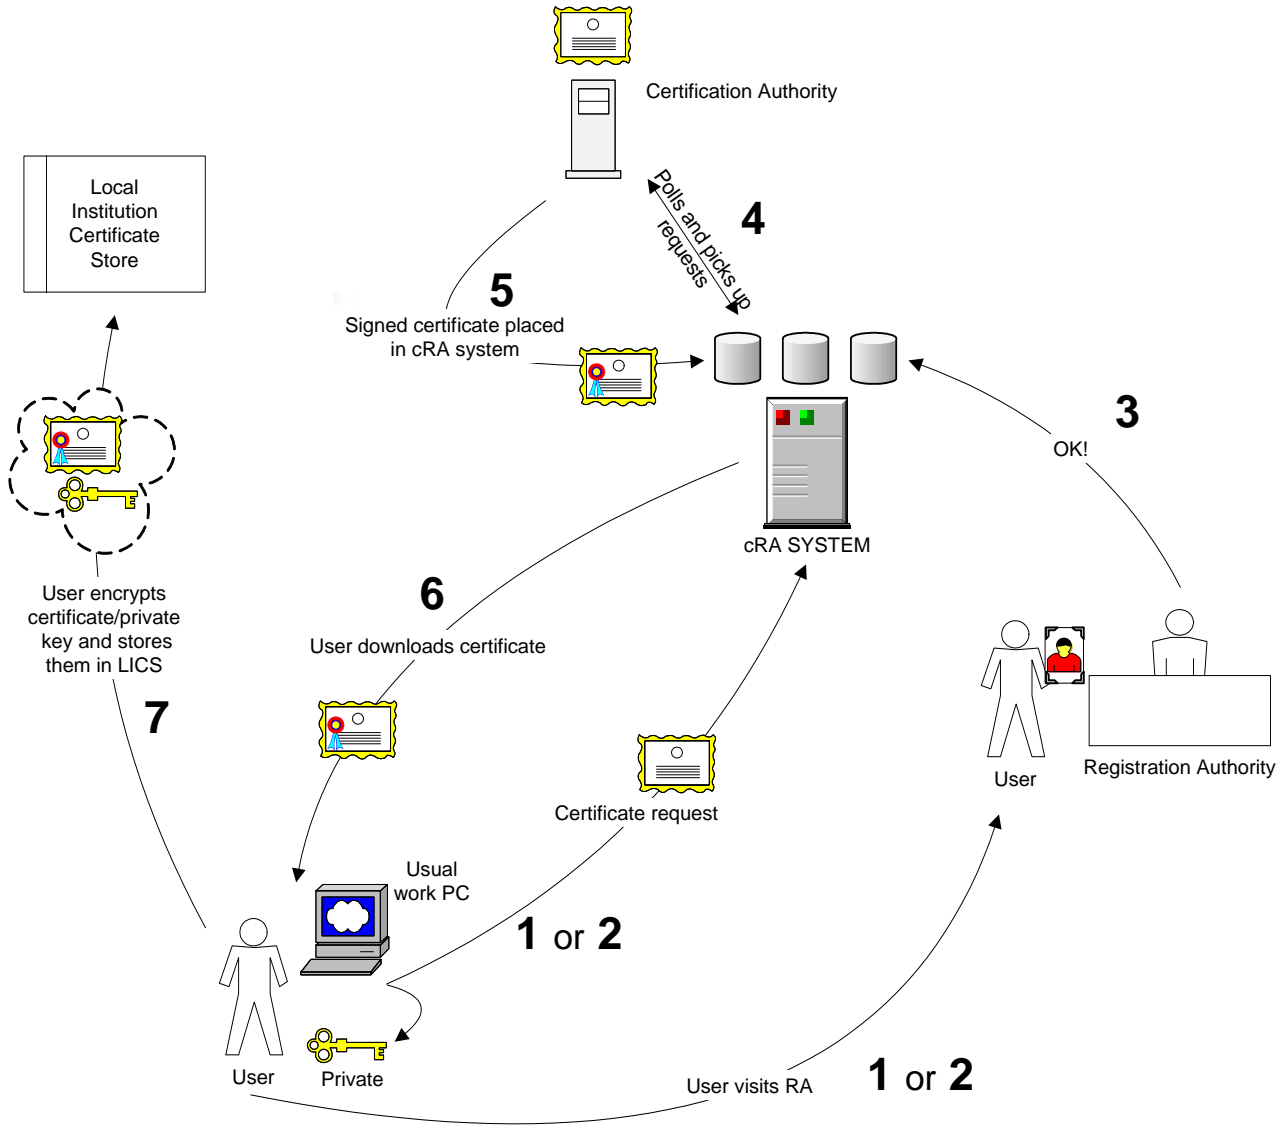 Certification Authority
Local
Institution
Certificate
Store
Polls and picks up
requests
4
5
Signed certificate placed
in cRA system
3
OK!
cRA SYSTEM
User encrypts
certificate/private
key and stores
them in LICS
6
User downloads certificate
7
User
Registration Authority
Certificate request
Usual
work PC
1 or 2
User
Private
User visits RA
1 or 2